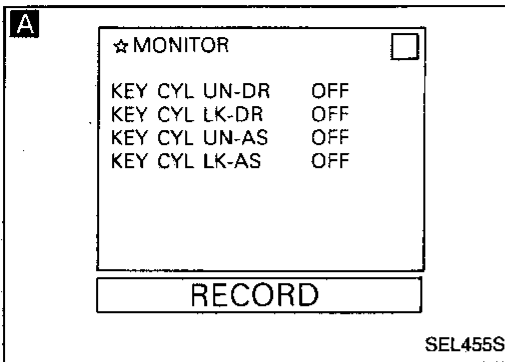 A
☆MONITOR
KEY CYL UN-DR OFF
KEY CYL LK-DR OFF
KEY CYL UN-AS OFF
KEY CYL LK-AS OFF
RECORD
SEL455S